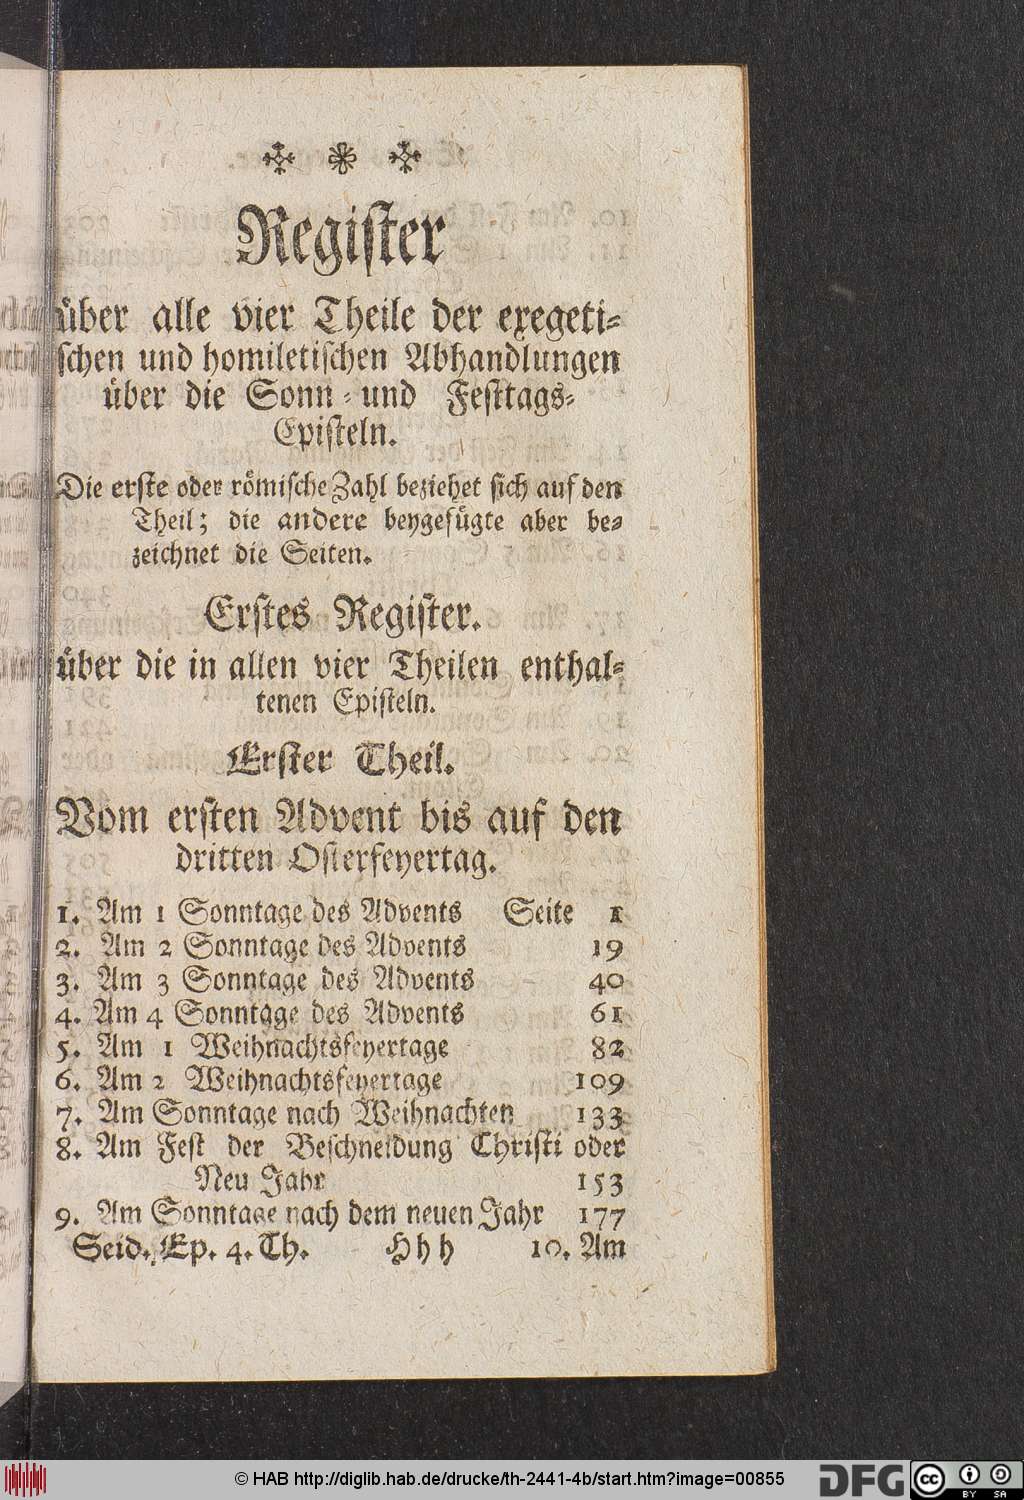 Register
über alle vier Theile der exegeti-
schen und homiletischen Abhandlungen
über die Sonn- und Festtags-
Episteln.
Die erste oder römische Zahl beziehet sich auf den
Theil; die andere beygefügte aber be-
zeichnet die Seiten.
Erstes Register.
über die in allen vier Theilen enthal-
tenen Episteln.
Erster Theil.
Vom ersten Advent bis auf den
dritten Osterfeyertag.
1. Am 1 Sonntage des Advents Seite 1
2. Am 2 Sonntage des Advents 19
3. Am 3 Sonntage des Advents 40
4. Am 4 Sonntage des Advents 61
5. Am 1 Weihnachtsfeyertage 82
6. Am 2 Weihnachtsfeyertage 109
7. Am Sonntage nach Weihnachten 133
8. Am Fest der Beschneidung Christi oder
Neu Jahr 153
9. Am Sonntage nach dem neuen Jahr 177
Seid. Ep. 4. Th. Hhh 10. Am
© HAB http://diglib.hab.de/drucke/th-2441-4b/start.htm?image=00855
DFG
cc BY SA